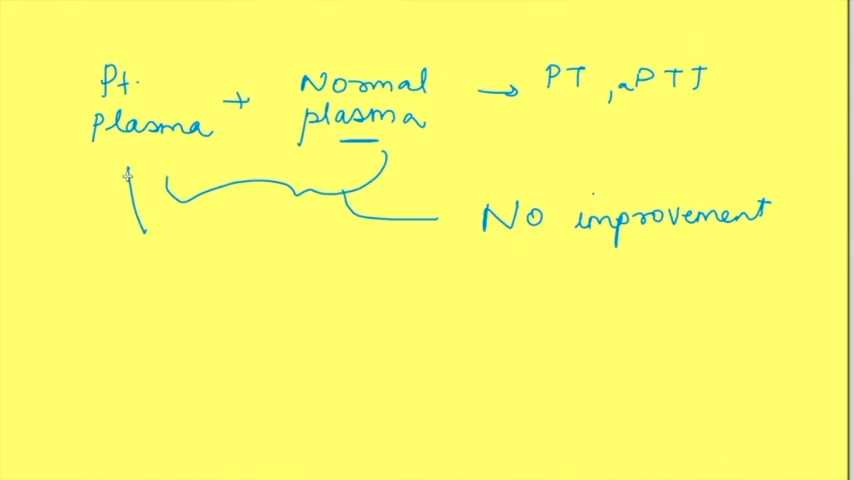 Pt. plasma + Normal plasma → PT, aPTT
No improvement